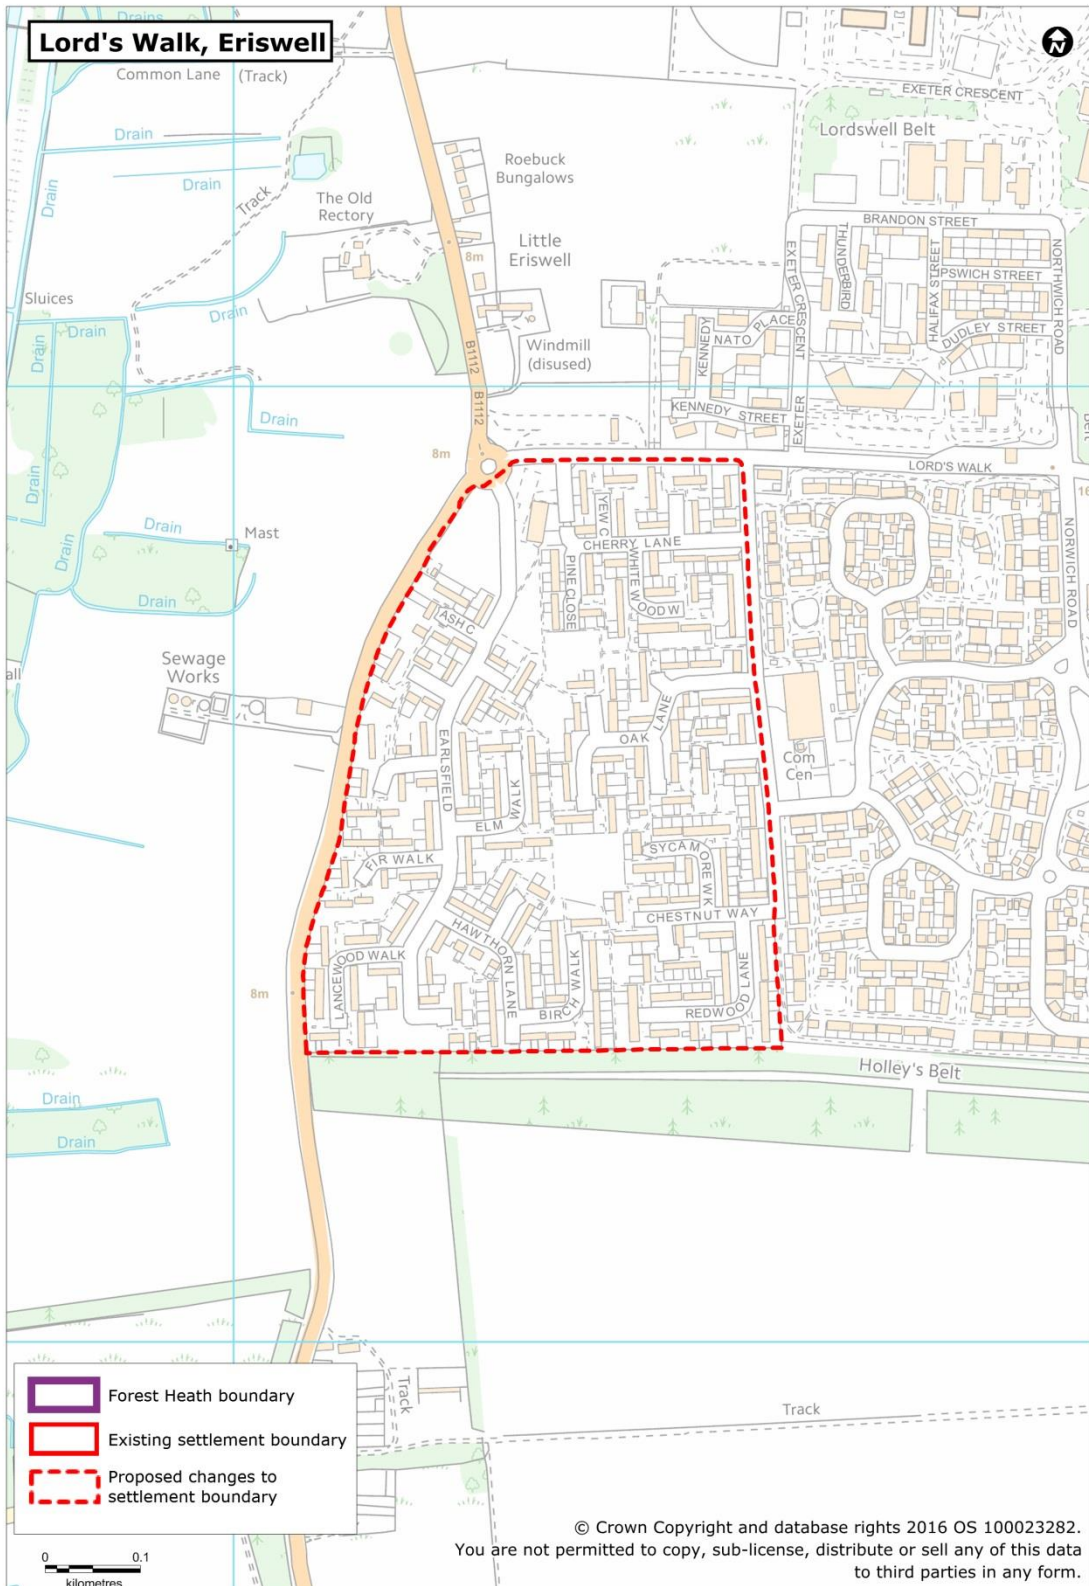 Lord's Walk, Eriswell
N
Drains
Common Lane (Track)
EXETER CRESCENT
Lordswell Belt
Drain
Drain
Drain
Track
Roebuck
Bungalows
The Old
Rectory
BRANDON STREET
THUNDERBIRD
HALIFAX STREET
NORTHWICH ROAD
Little
Eriswell
8m
EXETER CRESCENT
PSWICH STREET
Sluices
Drain
Drain
Drain
KENNEDY
NATO PLACE
DUDLEY STREET
B1112
Windmill
(disused)
B1112
Drain
KENNEDY STREET
EXETER
8m
LORD'S WALK
16
Drain
Drain
Drain
Mast
YEW C
CHERRY LANE
NORWICH ROAD
PINE CLOSE
WHITEW
OOD W
Drain
ASH C
Sewage
Works
all
EARLSFIELD
OAK LANE
Com
Cen
ELM WALK
SYCAMORE WK
FIR WALK
CHESTNUT WAY
HAWTHORN LANE
LANCEWOOD WALK
BIRCH WALK
REDWOOD LANE
8m
Holley's Belt
Drain
Drain
Track
Track
Forest Heath boundary
Existing settlement boundary
Proposed changes to
settlement boundary
0 0.1
kilometres
© Crown Copyright and database rights 2016 OS 100023282.
You are not permitted to copy, sub-license, distribute or sell any of this data
to third parties in any form.